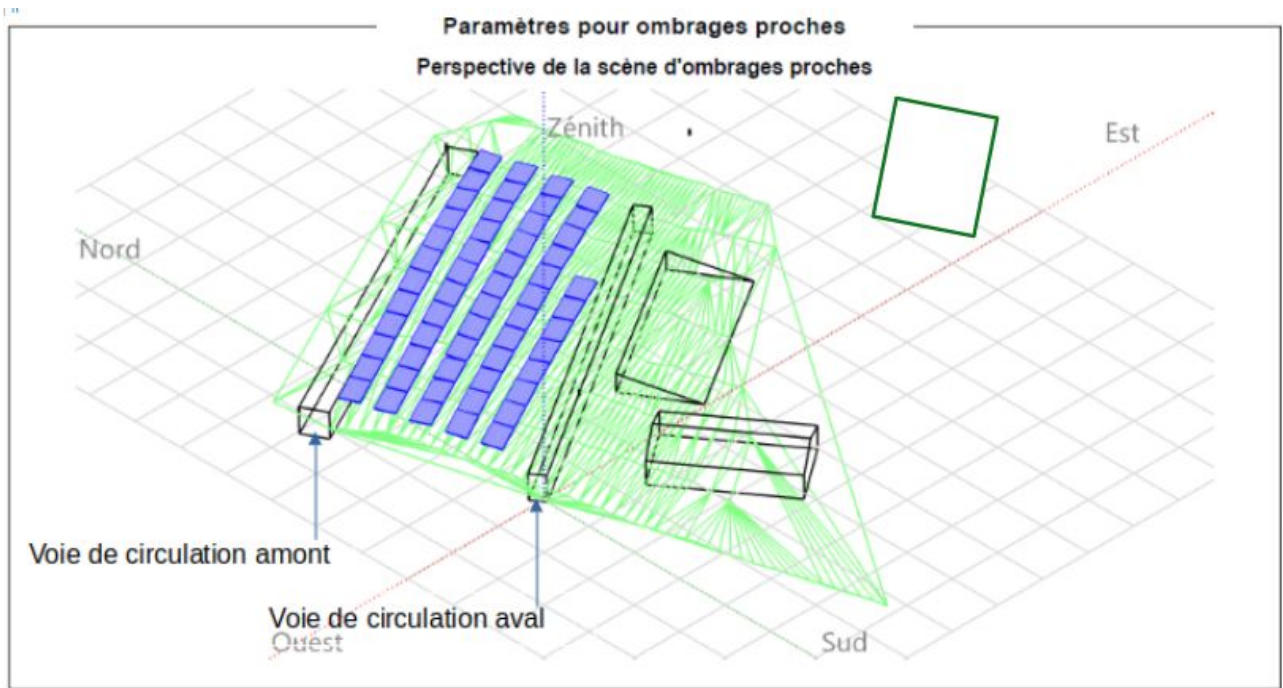 Paramètres pour ombrages proches
Perspective de la scène d'ombrages proches
Zénith
Est
Nord
Voie de circulation amont
Voie de circulation aval
Ouest
Sud